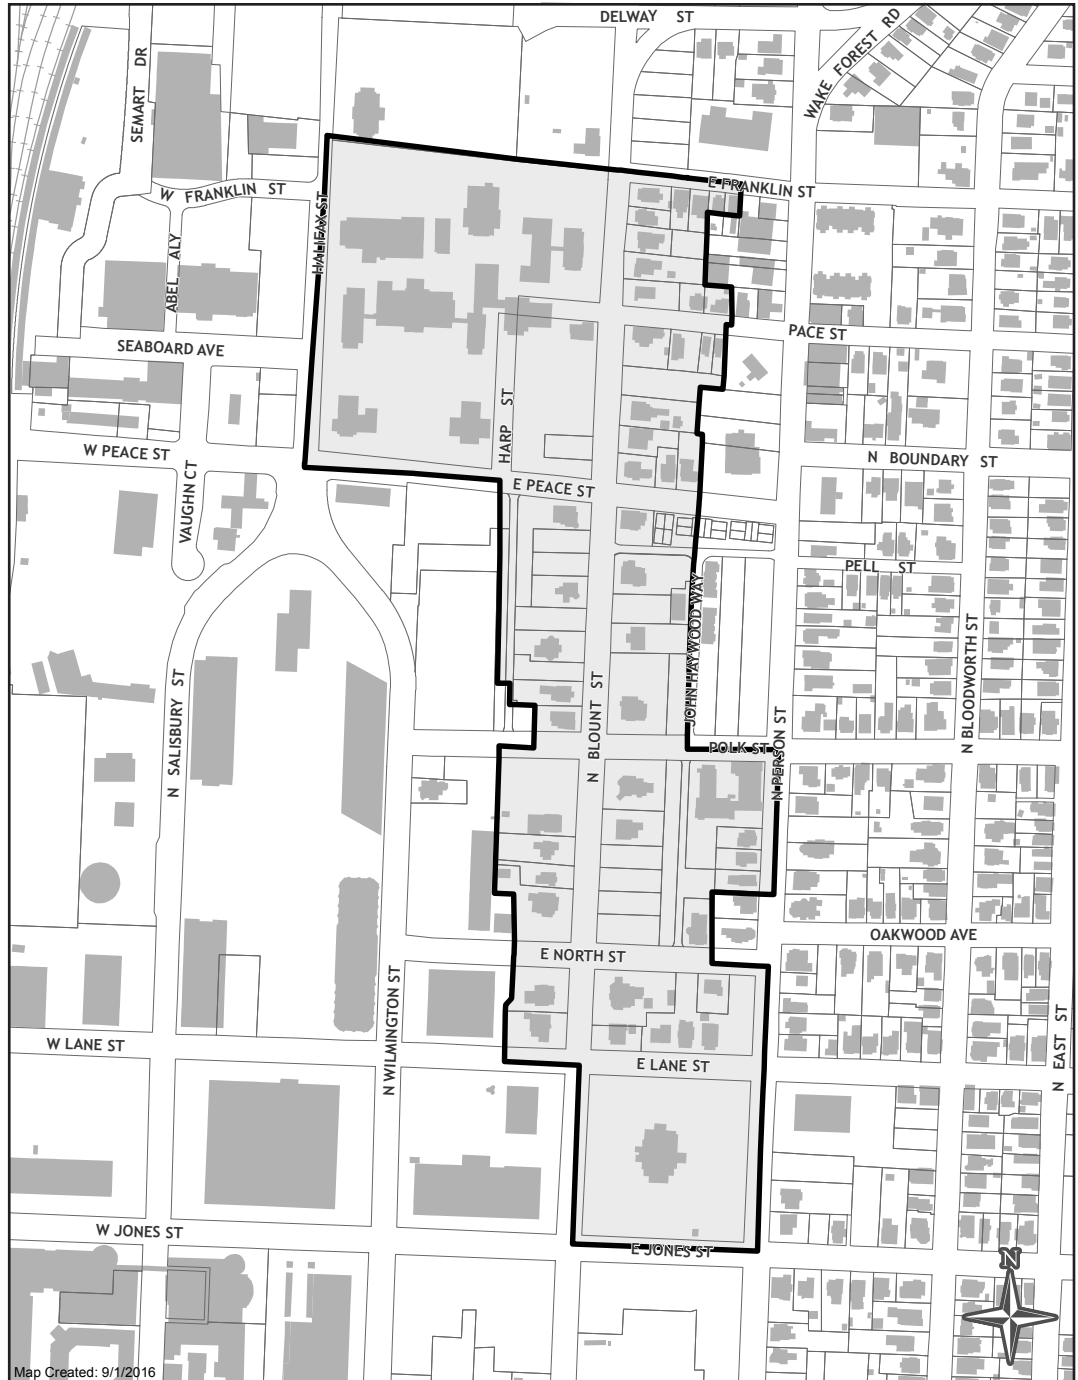 DELWAY ST
WAKE FOREST RD
SEMART DR
W FRANKLIN ST
E FRANKLIN ST
HALIFAX ST
ABEL ALY
PACE ST
SEABOARD AVE
HARP ST
W PEACE ST
N BOUNDARY ST
VAUGHN CT
E PEACE ST
PELL ST
JOHN HAYWOOD WAY
N BLOODWORTH ST
N SALISBURY ST
N BLOUNT ST
POLK ST
N PERSON ST
OAKWOOD AVE
E NORTH ST
N WILMINGTON ST
N EAST ST
W LANE ST
E LANE ST
W JONES ST
E JONES ST
N
Map Created: 9/1/2016